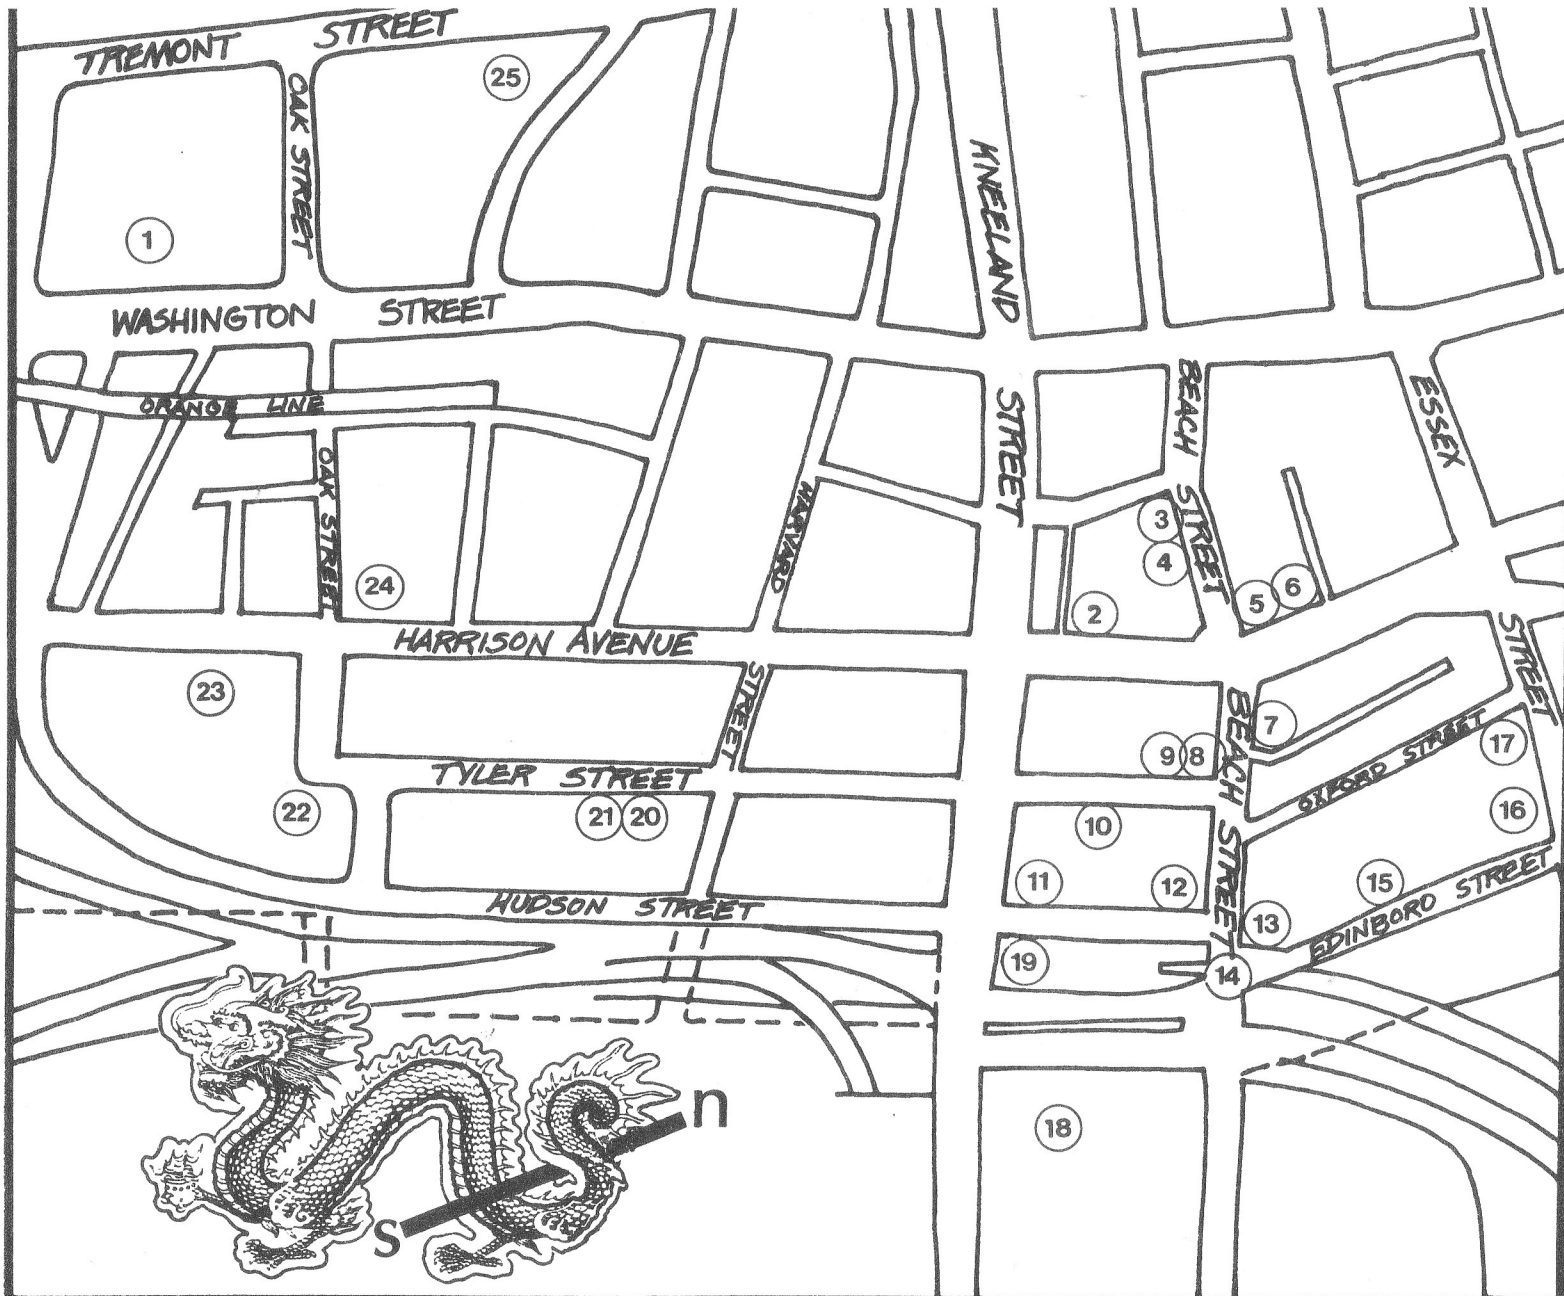 TREMONT STREET
OAK STREET
25
1
KNEELAND
STREET
WASHINGTON STREET
ORANGE LINE
OAK STREET
24
HARVARD
STREET
BEACH
STREET
ESSEX
STREET
3
4
2
5
6
HARRISON AVENUE
23
7
BEACH
STREET
9
8
OXFORD STREET
17
TYLER STREET
22
21
20
10
16
11
12
15
HUDSON STREET
13
EDINBORO STREET
19
14
n
s
18